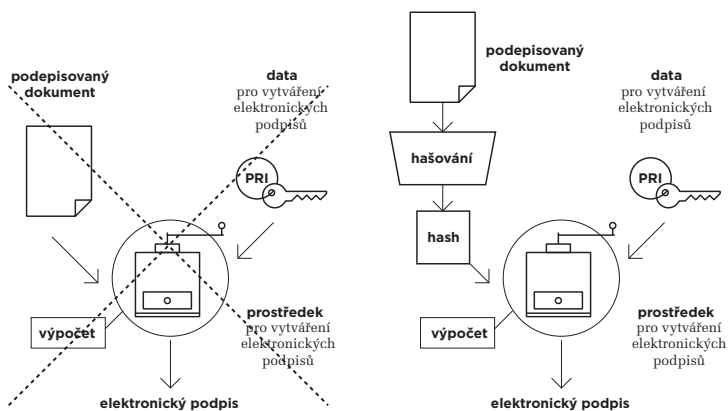 podepisovaný
dokument
data
pro vytváření
elektronických
podpisů
PRI
výpočet
prostředek
pro vytváření
elektronických
podpisů
elektronický podpis
podepisovaný
dokument
hašování
hash
data
pro vytváření
elektronických
podpisů
PRI
výpočet
prostředek
pro vytváření
elektronických
podpisů
elektronický podpis